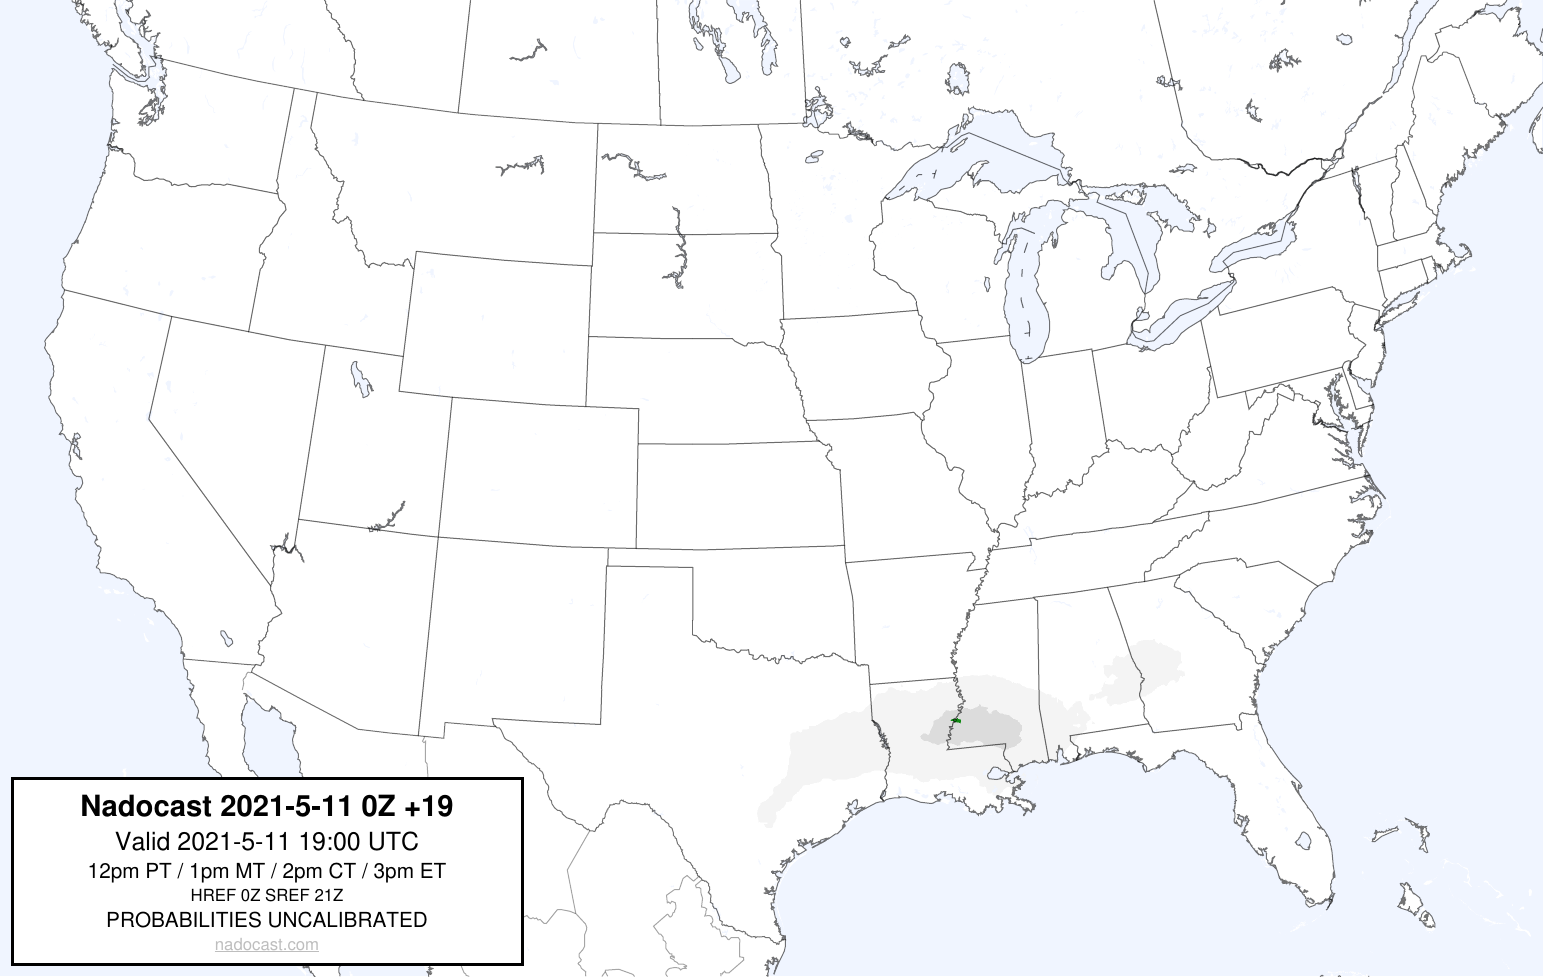 Nadocast 2021-5-11 0Z +19
Valid 2021-5-11 19:00 UTC
12pm PT / 1pm MT / 2pm CT / 3pm ET
HREF 0Z SREF 21Z
PROBABILITIES UNCALIBRATED
nadocast.com